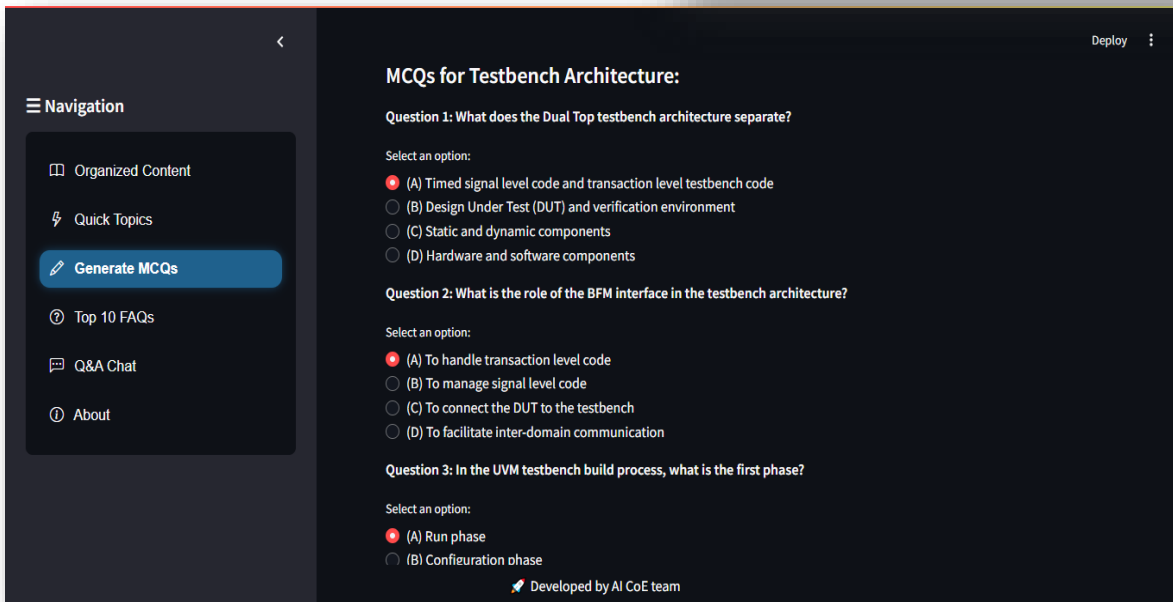 Deploy
Navigation
Organized Content
Quick Topics
Generate MCQs
Top 10 FAQs
Q&A Chat
About
MCQs for Testbench Architecture:
Question 1: What does the Dual Top testbench architecture separate?
Select an option:
(A) Timed signal level code and transaction level testbench code
(B) Design Under Test (DUT) and verification environment
(C) Static and dynamic components
(D) Hardware and software components
Question 2: What is the role of the BFM interface in the testbench architecture?
Select an option:
(A) To handle transaction level code
(B) To manage signal level code
(C) To connect the DUT to the testbench
(D) To facilitate inter-domain communication
Question 3: In the UVM testbench build process, what is the first phase?
Select an option:
(A) Run phase
(B) Configuration phase
🚀 Developed by AI CoE team